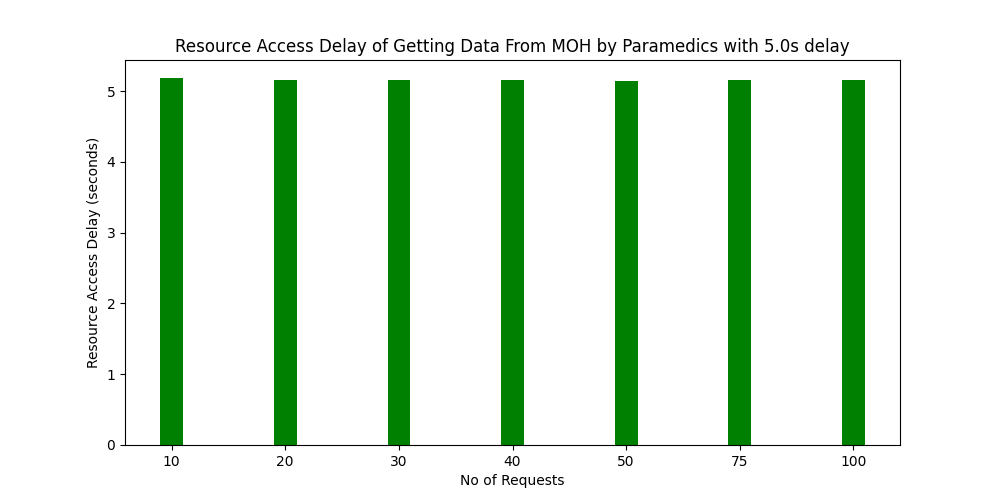 Resource Access Delay of Getting Data From MOH by Paramedics with 5.0s delay
Resource Access Delay (seconds)
5
4
3
2
1
0
10 20 30 40 50 75 100
No of Requests